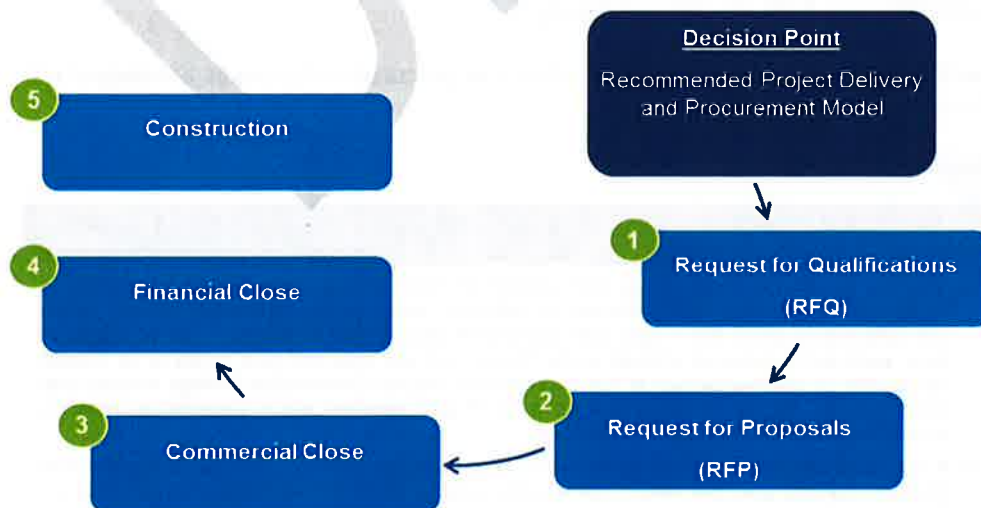 Decision Point
Recommended Project Delivery
and Procurement Model
1
Request for Qualifications
(RFQ)
2
Request for Proposals
(RFP)
3
Commercial Close
4
Financial Close
5
Construction